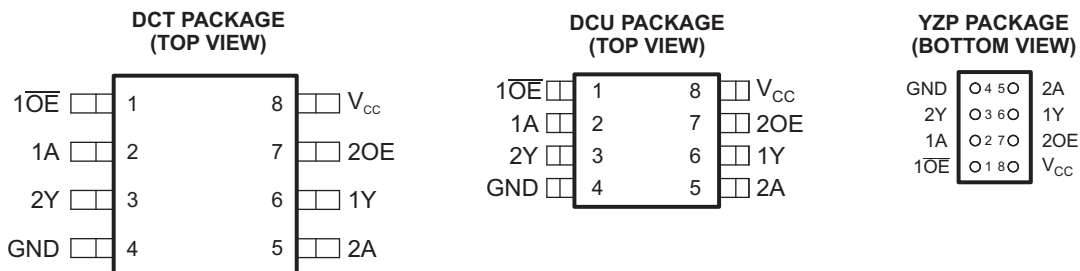 DCT PACKAGE
(TOP VIEW)
1O̅E̅ 1 8 VCC
1A 2 7 2OE
2Y 3 6 1Y
GND 4 5 2A
DCU PACKAGE
(TOP VIEW)
1O̅E̅ 1 8 VCC
1A 2 7 2OE
2Y 3 6 1Y
GND 4 5 2A
YZP PACKAGE
(BOTTOM VIEW)
GND 4 5 2A
2Y 3 6 1Y
1A 2 7 2OE
1O̅E̅ 1 8 VCC